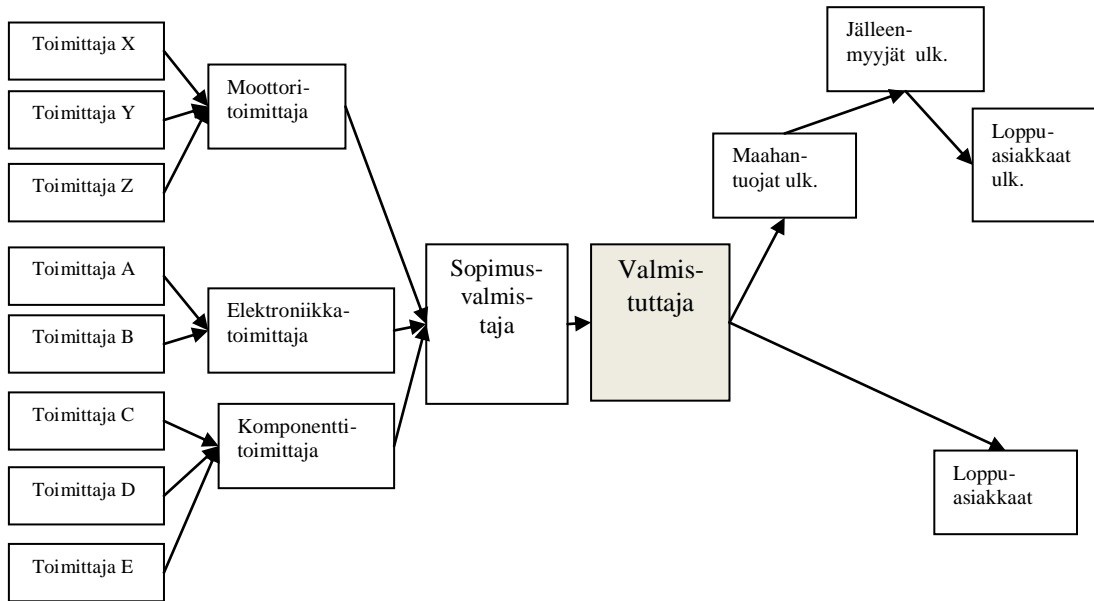 Toimittaja X
Toimittaja Y
Toimittaja Z
Toimittaja A
Toimittaja B
Toimittaja C
Toimittaja D
Toimittaja E
Moottori-
toimittaja
Elektroniikka-
toimittaja
Komponentti-
toimittaja
Sopimus-
valmis-
taja
Valmis-
tuttaja
Maahan-
tuojat ulk.
Jälleen-
myyjät ulk.
Loppu-
asiakkaat
ulk.
Loppu-
asiakkaat